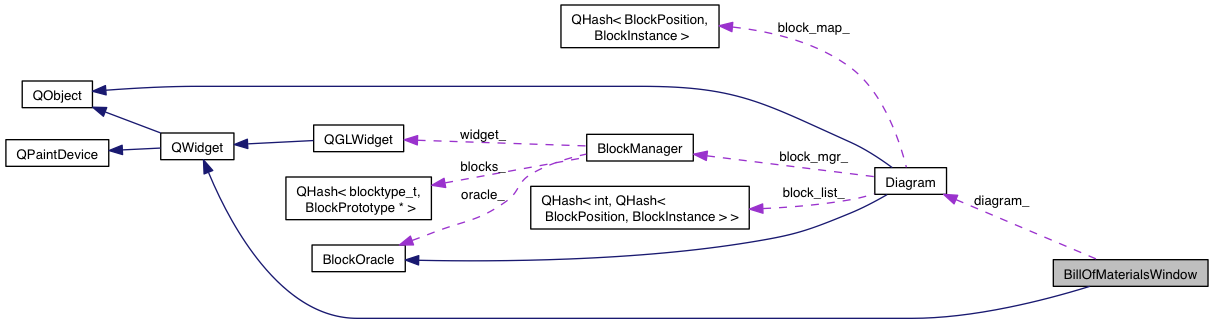 QHash< BlockPosition,
BlockInstance >
block_map_
QObject
QPaintDevice
QWidget
QGLWidget
widget_
BlockManager
block_mgr_
blocks_
QHash< blocktype_t,
BlockPrototype * >
oracle_
QHash< int, QHash<
BlockPosition, BlockInstance > >
block_list_
Diagram
diagram_
BlockOracle
BillOfMaterialsWindow